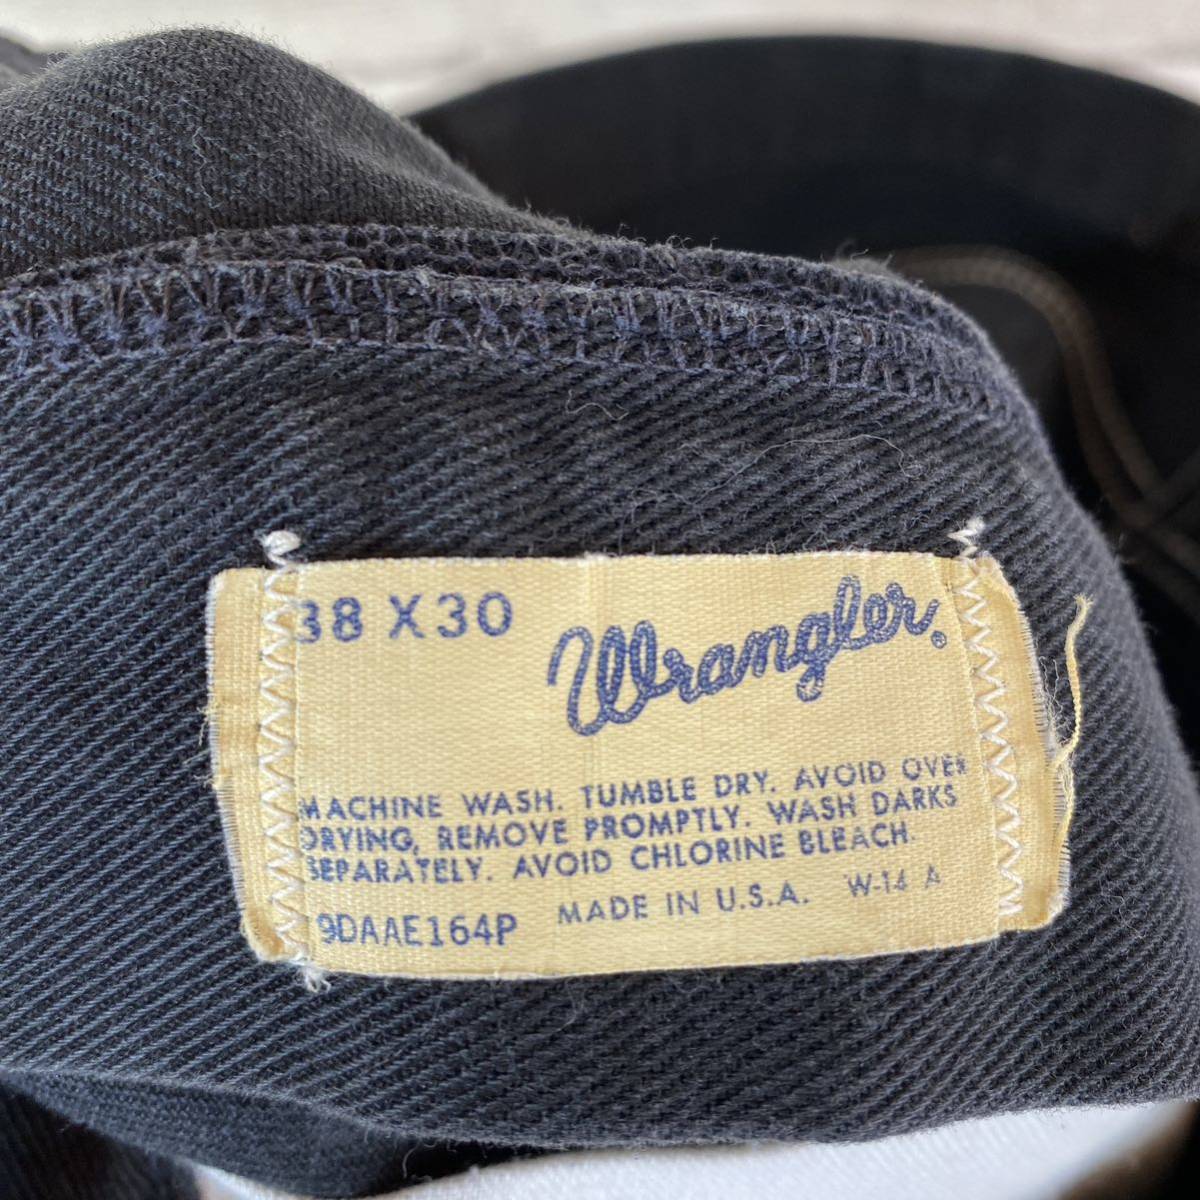 38 X 30
Wrangler®
MACHINE WASH. TUMBLE DRY. AVOID OVER
DRYING, REMOVE PROMPTLY. WASH DARKS
SEPARATELY. AVOID CHLORINE BLEACH.
9DAAE164P MADE IN U.S.A. W-14 A